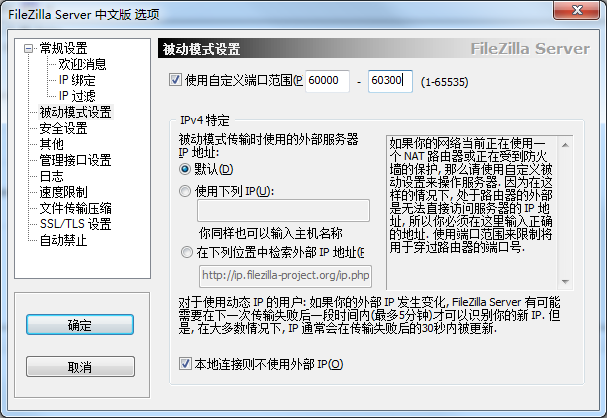 FileZilla Server 中文版 选项
常规设置
欢迎消息
IP 绑定
IP 过滤
被动模式设置
安全设置
其他
管理接口设置
日志
速度限制
文件传输压缩
SSL/TLS 设置
自动禁止
确定
取消
被动模式设置
FileZilla Server
使用自定义端口范围(P 60000 - 60300 (1-65535)
IPv4 特定
被动模式传输时使用的外部服务器
IP 地址:
默认(D)
使用下列 IP(U):
你同样也可以输入主机名称
在下列位置中检索外部 IP 地址(E
http://ip.filezilla-project.org/ip.php
如果你的网络当前正在使用一
个 NAT 路由器或正在受到防火
墙的保护, 那么请使用自定义被
动设置来操作服务器. 因为在这
样的情况下, 处于路由器的外部
是无法直接访问服务器的 IP 地
址, 所以你必须在这里输入正确
的地址. 使用端口范围来限制将
用于穿过路由器的端口号.
对于使用动态 IP 的用户: 如果你的外部 IP 发生变化, FileZilla Server 有可能
需要在下一次传输失败后一段时间内(最多5分钟)才可以识别你的新 IP. 但
是, 在大多数情况下, IP 通常会在传输失败后的30秒内被更新.
本地连接则不使用外部 IP(O)